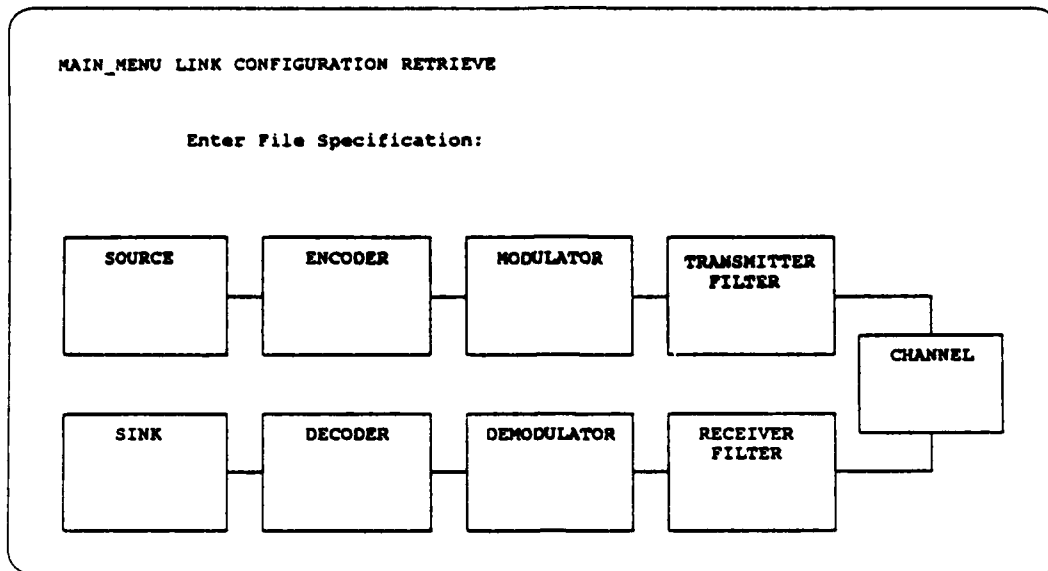 MAIN_MENU LINK CONFIGURATION RETRIEVE
Enter File Specification:
SOURCE
ENCODER
MODULATOR
TRANSMITTER
FILTER
CHANNEL
SINK
DECODER
DEMODULATOR
RECEIVER
FILTER